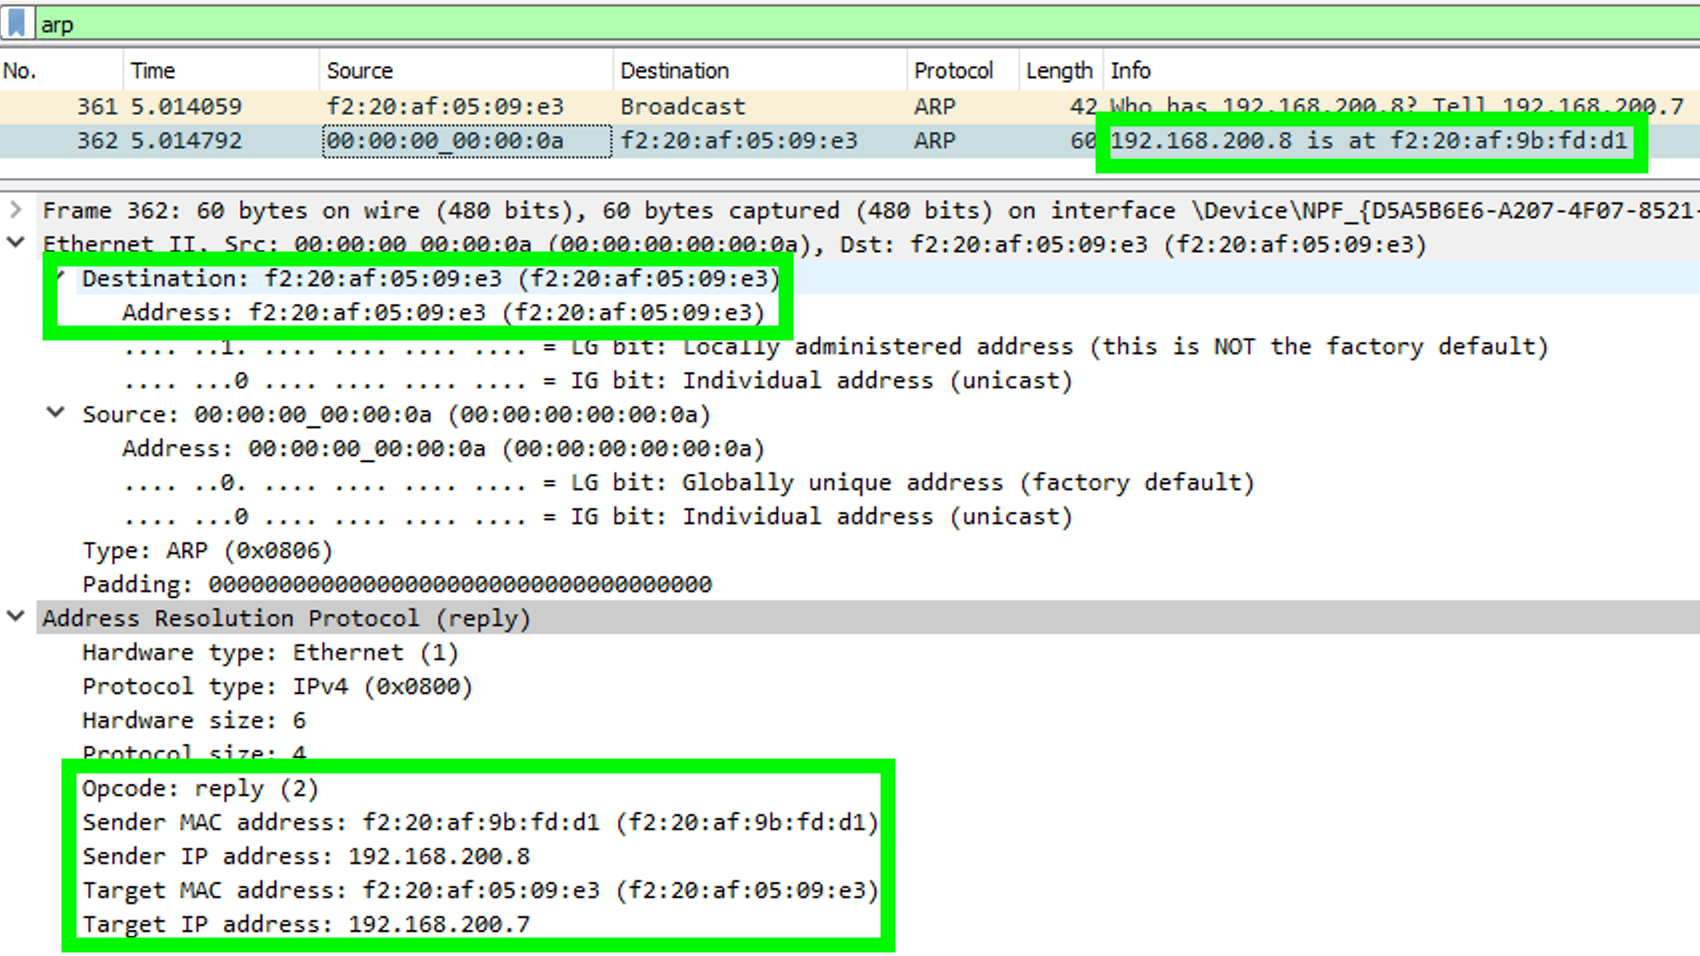 arp
No. Time Source Destination Protocol Length Info
361 5.014059 f2:20:af:05:09:e3 Broadcast ARP 42 Who has 192.168.200.8? Tell 192.168.200.7
362 5.014792 00:00:00_00:00:0a f2:20:af:05:09:e3 ARP 60 192.168.200.8 is at f2:20:af:9b:fd:d1
Frame 362: 60 bytes on wire (480 bits), 60 bytes captured (480 bits) on interface \Device\NPF_{D5A5B6E6-A207-4F07-8521-
Ethernet II, Src: 00:00:00_00:00:0a (00:00:00:00:00:0a), Dst: f2:20:af:05:09:e3 (f2:20:af:05:09:e3)
Destination: f2:20:af:05:09:e3 (f2:20:af:05:09:e3)
Address: f2:20:af:05:09:e3 (f2:20:af:05:09:e3)
.... ..1. .... .... .... .... = LG bit: Locally administered address (this is NOT the factory default)
.... ...0 .... .... .... .... = IG bit: Individual address (unicast)
Source: 00:00:00_00:00:0a (00:00:00:00:00:0a)
Address: 00:00:00_00:00:0a (00:00:00:00:00:0a)
.... ..0. .... .... .... .... = LG bit: Globally unique address (factory default)
.... ...0 .... .... .... .... = IG bit: Individual address (unicast)
Type: ARP (0x0806)
Padding: 000000000000000000000000000000000000
Address Resolution Protocol (reply)
Hardware type: Ethernet (1)
Protocol type: IPv4 (0x0800)
Hardware size: 6
Protocol size: 4
Opcode: reply (2)
Sender MAC address: f2:20:af:9b:fd:d1 (f2:20:af:9b:fd:d1)
Sender IP address: 192.168.200.8
Target MAC address: f2:20:af:05:09:e3 (f2:20:af:05:09:e3)
Target IP address: 192.168.200.7